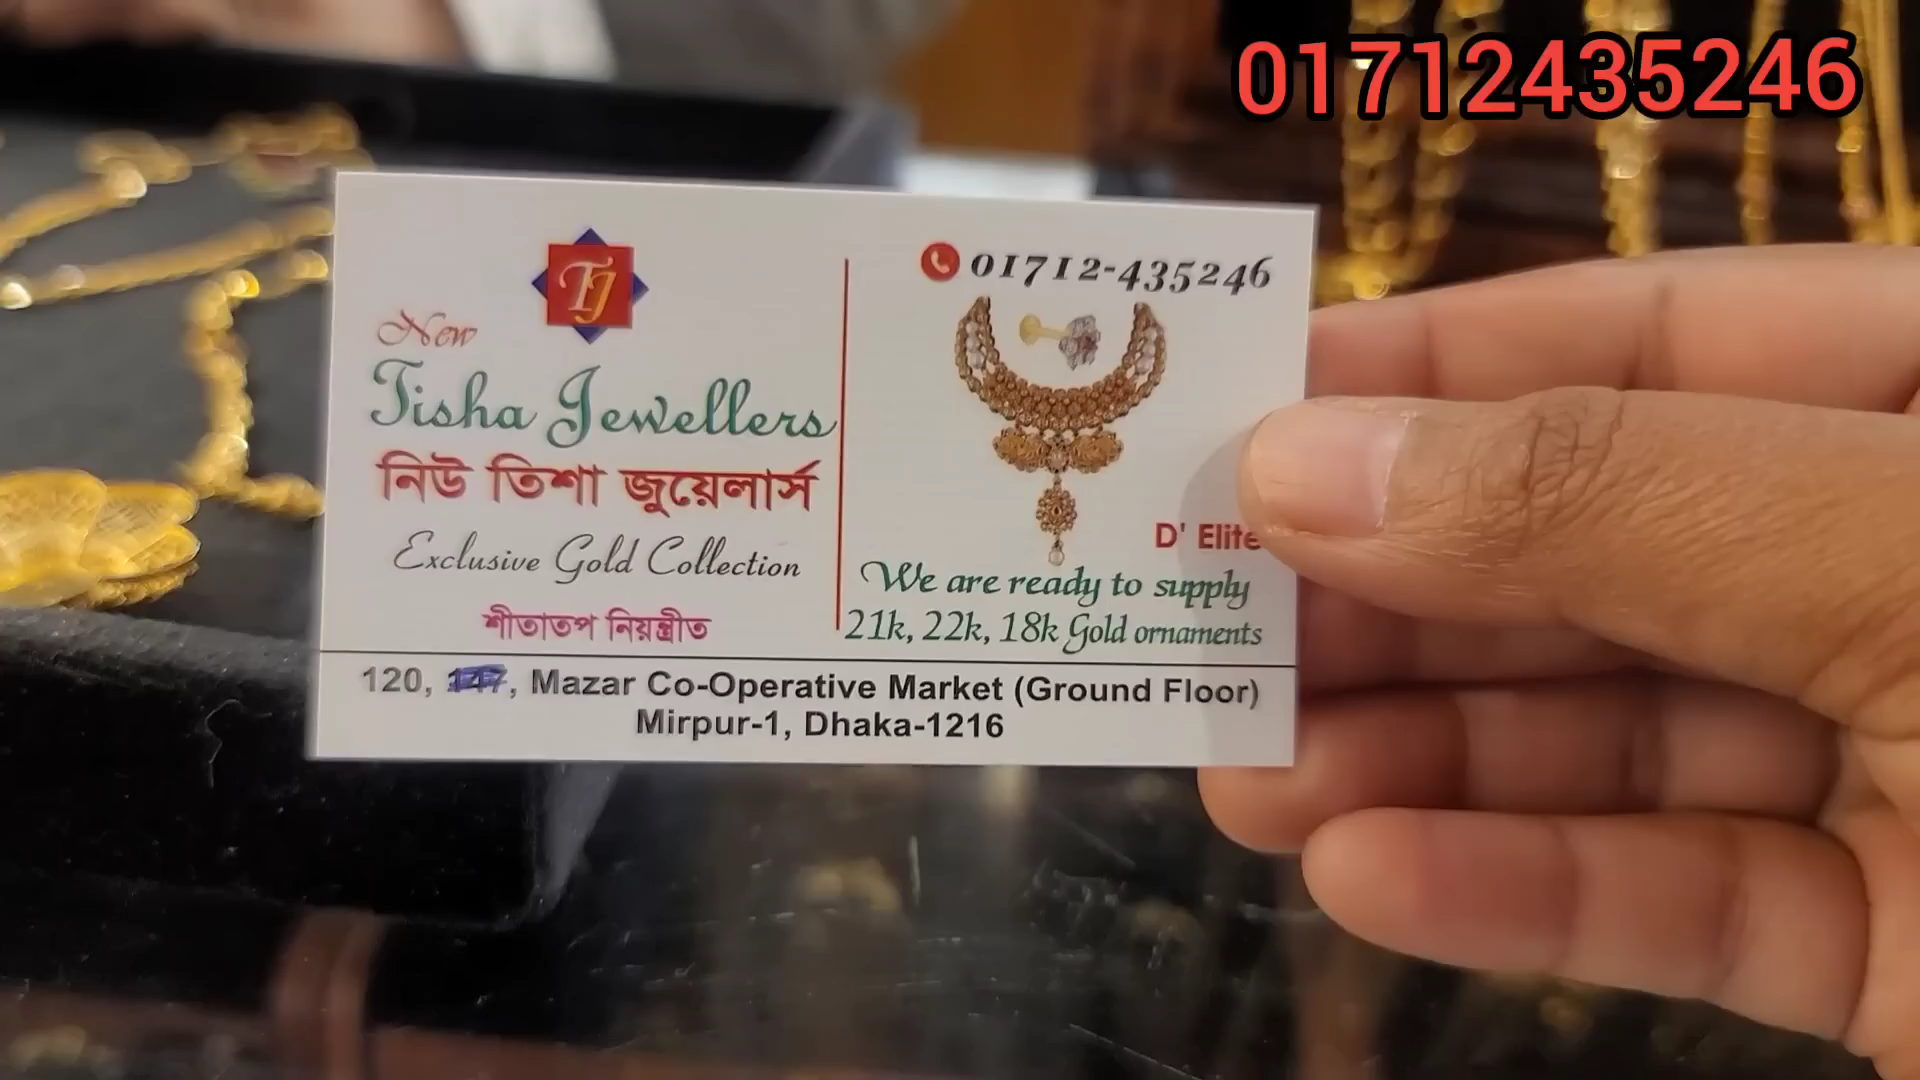 01712435246
TJ
New
Tisha Jewellers
নিউ তিশা জুয়েলার্স
Exclusive Gold Collection
শীতাতপ নিয়ন্ত্রীত
01712-435246
D' Elite
We are ready to supply
21k, 22k, 18k Gold ornaments
120, 147, Mazar Co-Operative Market (Ground Floor)
Mirpur-1, Dhaka-1216